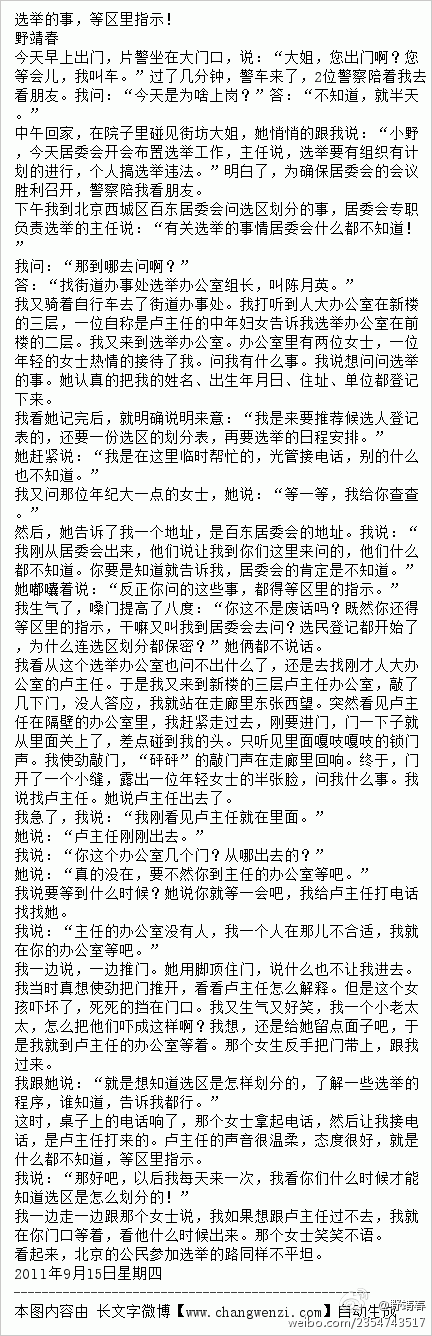 选举的事，等区里指示！
野靖春
今天早上出门，片警坐在大门口，说：“大姐，您出门啊？您
等会儿，我叫车。”过了几分钟，警车来了，2位警察陪着我去
看朋友。我问：“今天是为啥上岗？”答：“不知道，就半天
。”
中午回家，在院子里碰见街坊大姐，她悄悄的跟我说：“小野
，今天居委会开会布置选举工作，主任说，选举要有组织有计
划的进行，个人搞选举违法。”明白了，为确保居委会的会议
胜利召开，警察陪我看朋友。
下午我到北京西城区百东居委会问选区划分的事，居委会专职
负责选举的主任说：“有关选举的事情居委会什么都不知道！
”
我问：“那到哪去问啊？”
答：“找街道办事处选举办公室组长，叫陈月英。”
我又骑着自行车去了街道办事处。我打听到人大办公室在新楼
的三层，一位自称是卢主任的中年妇女告诉我选举办公室在前
楼的二层。我又来到选举办公室。办公室里有两位女士，一位
年轻的女士热情的接待了我。问我有什么事。我说想问问选举
的事。她认真的把我的姓名、出生年月日、住址、单位都登记
下来。
我看她记完后，就明确说明来意：“我是来要推荐候选人登记
表的，还要一份选区的划分表，再要选举的日程安排。”
她赶紧说：“我是在这里临时帮忙的，光管接电话，别的什么
也不知道。”
我又问那位年纪大一点的女士，她说：“等一等，我给你查查
。”
然后，她告诉了我一个地址，是百东居委会的地址。我说：“
我刚从居委会出来，他们说让我到你们这里来问的，他们什么
都不知道。你要是知道就告诉我，居委会的肯定是不知道。”
她嘟囔着说：“反正你问的这些事，都得等区里的指示。”
我生气了，嗓门提高了八度：“你这不是废话吗？既然你还得
等区里的指示，干嘛又叫我到居委会去问？选民登记都开始了
，为什么连选区划分都保密？”她俩都不说话。
我看从这个选举办公室也问不出什么了，还是去找刚才人大办
公室的卢主任。于是我又来到新楼的三层卢主任办公室，敲了
几下门，没人答应，我就站在走廊里东张西望。突然看见卢主
任在隔壁的办公室里，我赶紧走过去，刚要进门，门一下子就
从里面关上了，差点碰到我的头。只听见里面嘎吱嘎吱的锁门
声。我使劲敲门，“砰砰”的敲门声在走廊里回响。终于，门
开了一个小缝，露出一位年轻女士的半张脸，问我什么事。我
说找卢主任。她说卢主任出去了。
我急了，我说：“我刚看见卢主任就在里面。”
她说：“卢主任刚刚出去。”
我说：“你这个办公室几个门？从哪出去的？”
她说：“真的没在，要不然你到主任的办公室等吧。”
我说要等到什么时候？她说你就等一会吧，我给卢主任打电话
找找她。
我说：“主任的办公室没有人，我一个人在那儿不合适，我就
在你的办公室等吧。”
我一边说，一边推门。她用脚顶住门，说什么也不让我进去。
我当时真想使劲把门推开，看看卢主任怎么解释。但是这个女
孩吓坏了，死死的挡在门口。我又生气又好笑，我一个小老太
太，怎么把他们吓成这样啊？我想，还是给她留点面子吧，于
是我就到卢主任的办公室等着。那个女生反手把门带上，跟我
过来。
我跟她说：“就是想知道选区是怎样划分的，了解一些选举的
程序，谁知道，告诉我都行。”
这时，桌子上的电话响了，那个女士拿起电话，然后让我接电
话，是卢主任打来的。卢主任的声音很温柔，态度很好，就是
什么都不知道，等区里指示。
我说：“那好吧，以后我每天来一次，我看你们什么时候才能
知道选区是怎么划分的！”
我一边走一边跟那个女士说，我如果想跟卢主任过不去，我就
在你门口等着，看他什么时候出来。那个女士笑笑不语。
看起来，北京的公民参加选举的路同样不平坦。
2011年9月15日星期四
本图内容由 长文字微博【www.changwenzi.com】自动生成
@野靖春
weibo.com/2354743517